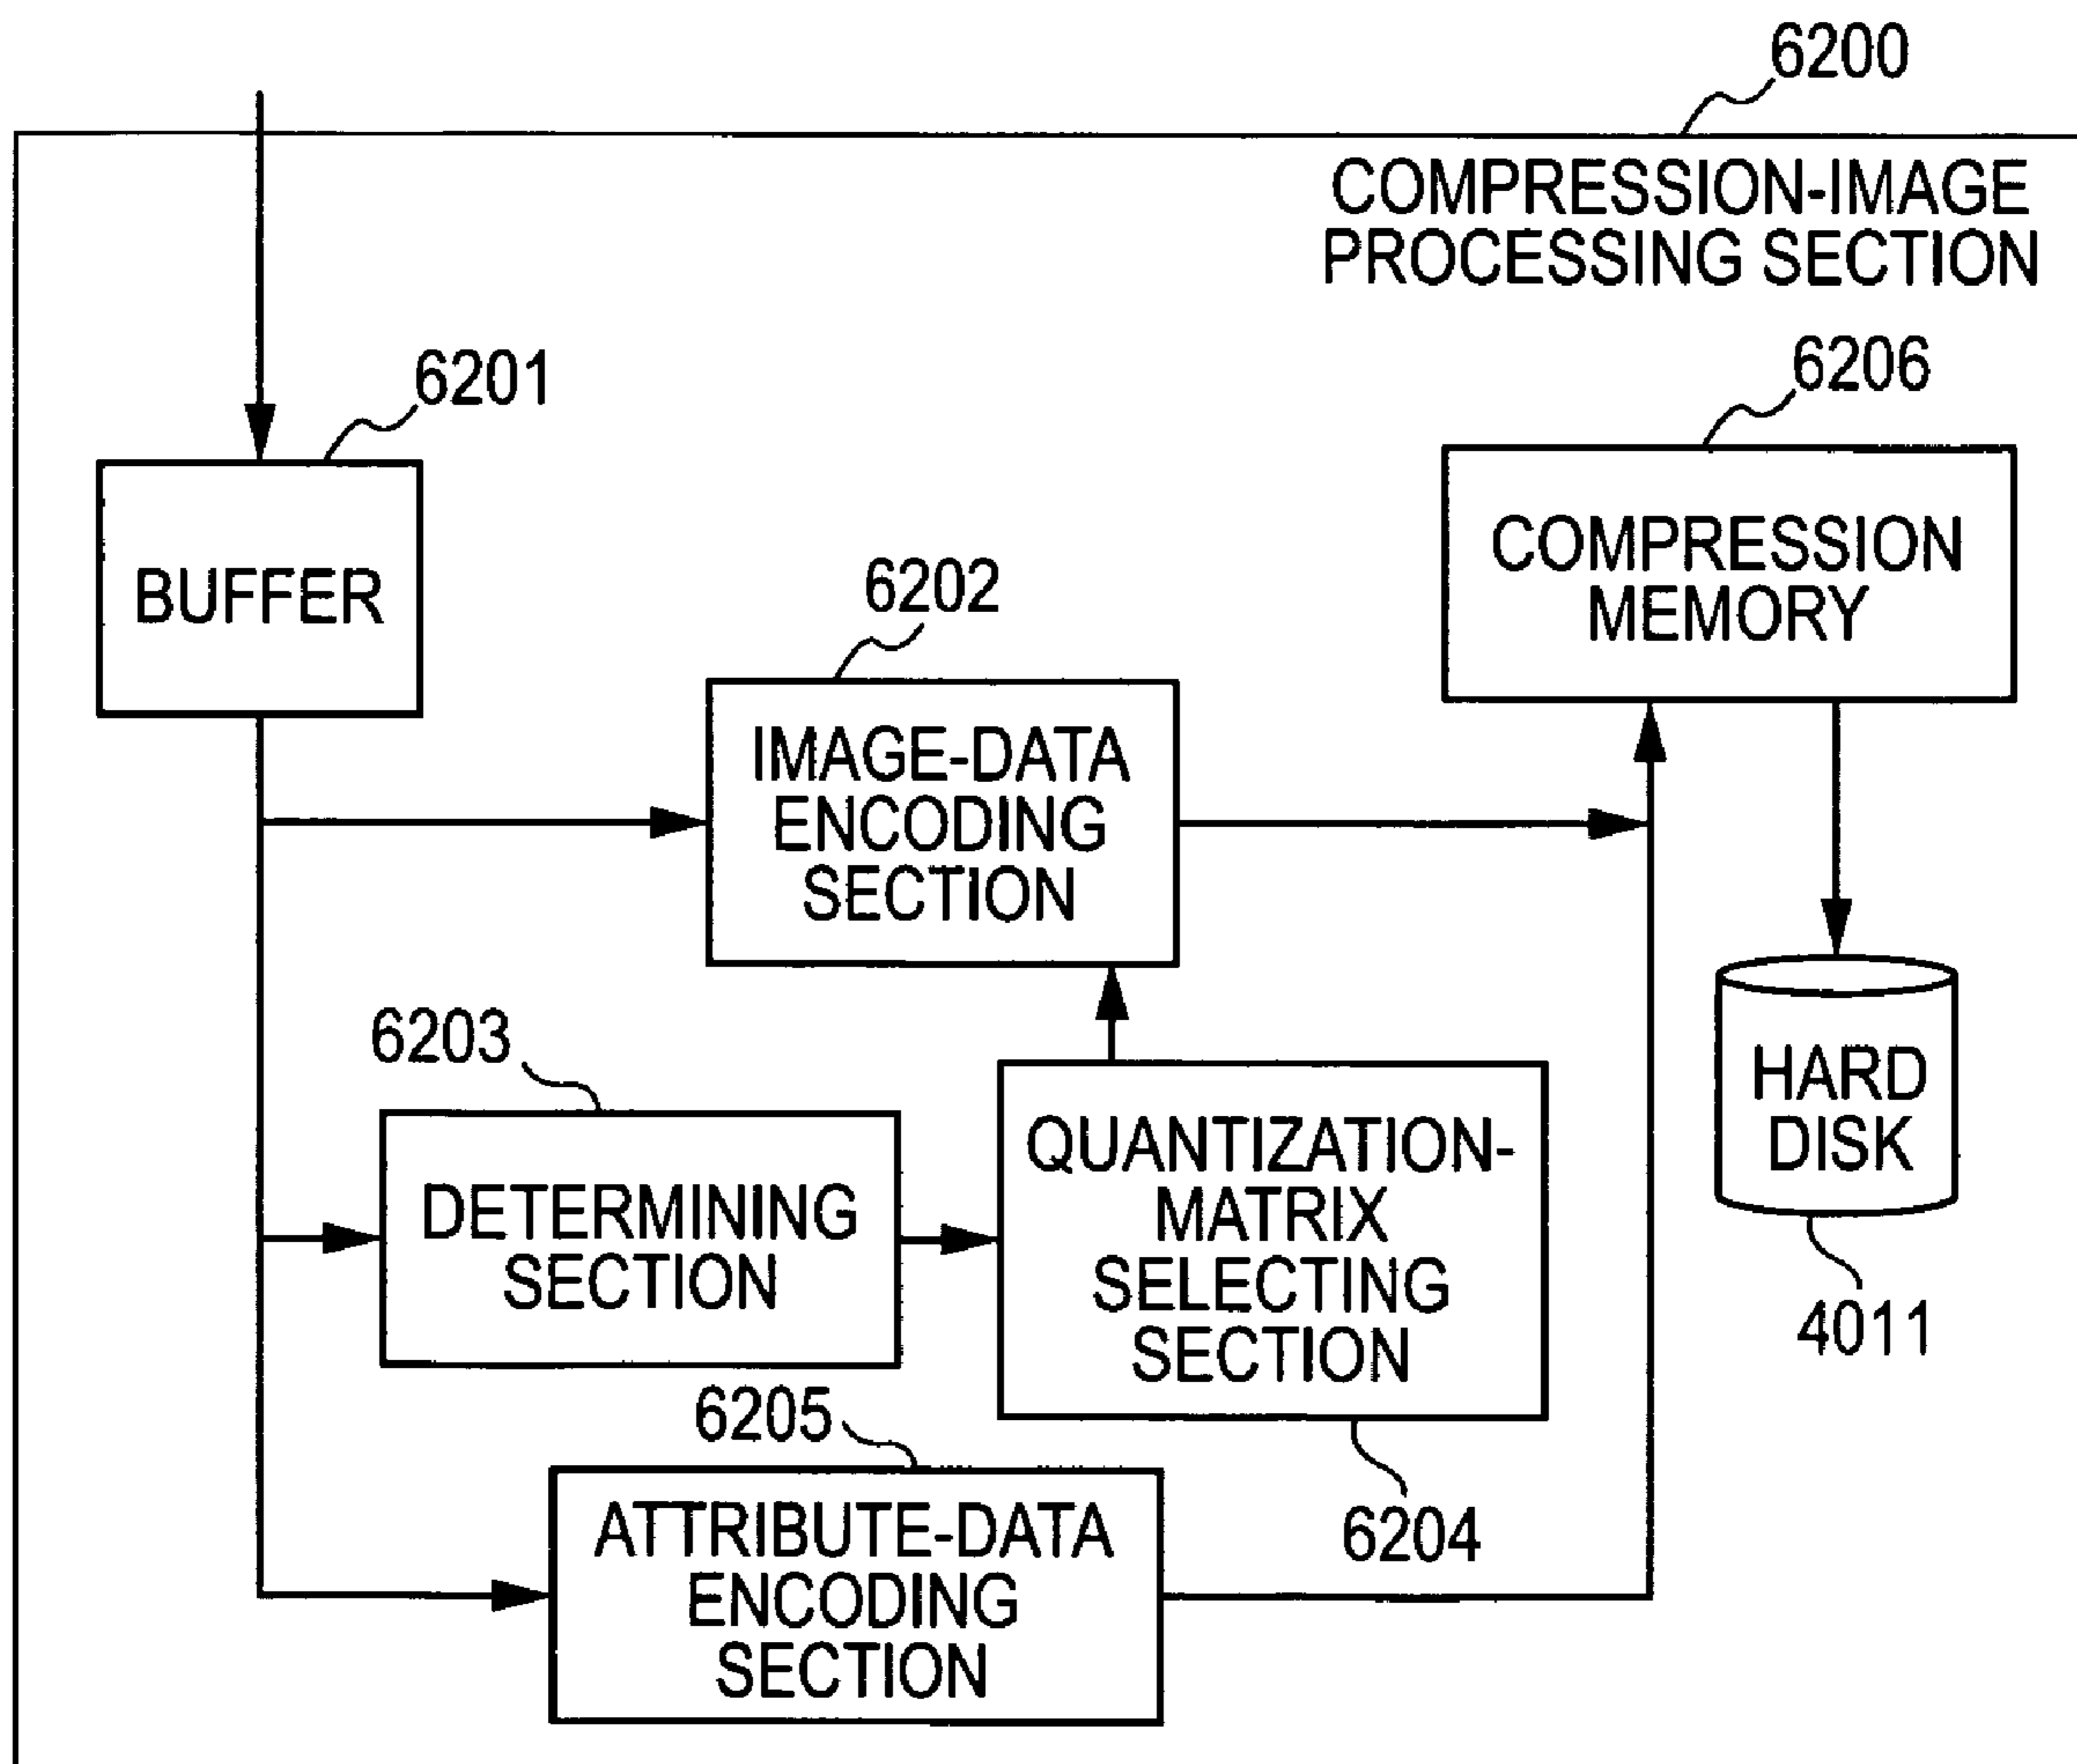 6200
COMPRESSION-IMAGE
PROCESSING SECTION
6201
BUFFER
6206
COMPRESSION
MEMORY
6202
IMAGE-DATA
ENCODING
SECTION
6203
DETERMINING
SECTION
QUANTIZATION-
MATRIX
SELECTING
SECTION
6204
HARD
DISK
4011
6205
ATTRIBUTE-DATA
ENCODING
SECTION